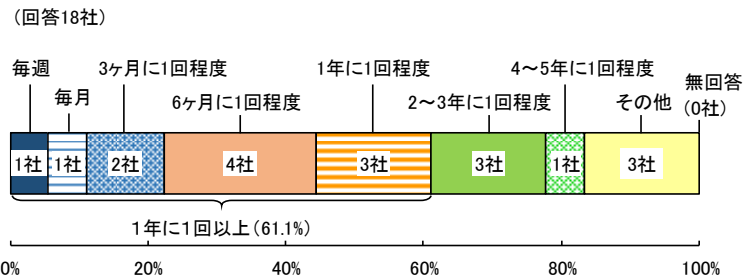 （回答18社）
毎週
毎月
3ヶ月に1回程度
6ヶ月に1回程度
1年に1回程度
2～3年に1回程度
4～5年に1回程度
その他
無回答
（0社）
1社
1社
2社
4社
3社
3社
1社
3社
1年に1回以上（61.1%）
0%
20%
40%
60%
80%
100%